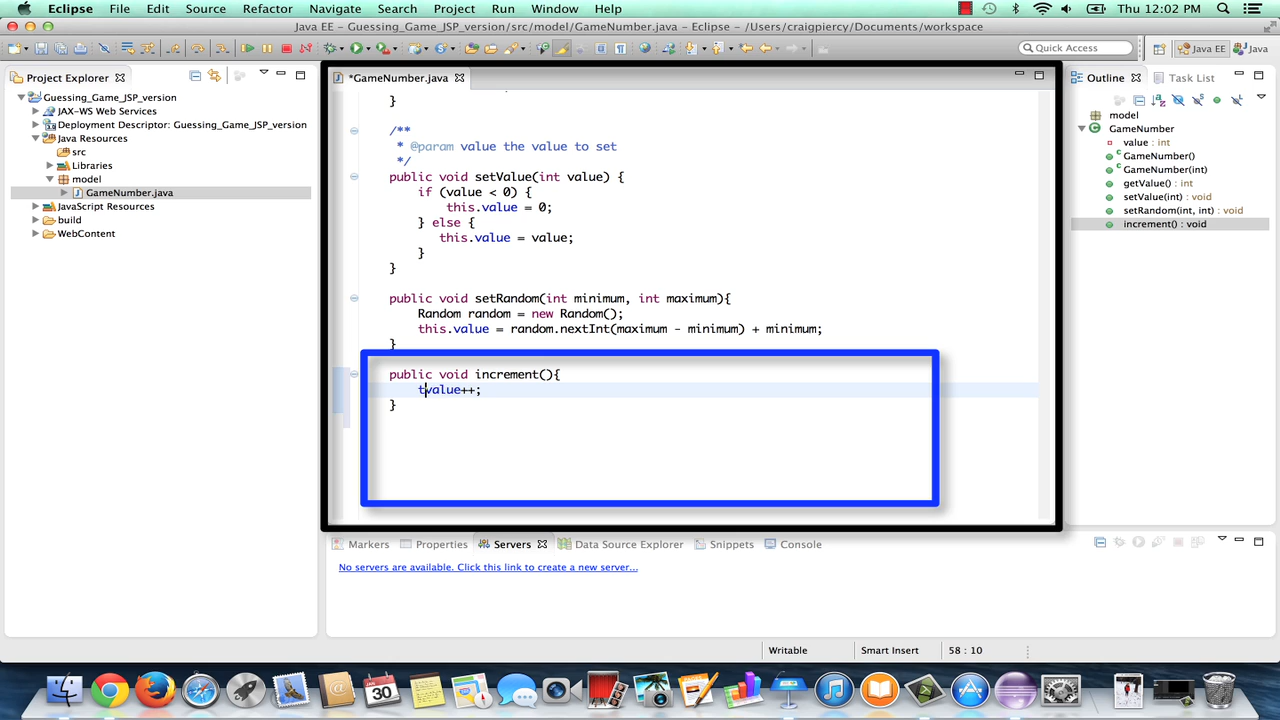 Eclipse File Edit Source Refactor Navigate Search Project Run Window Help Thu 12:02 PM
Java EE – Guessing_Game_JSP_version/src/model/GameNumber.java – Eclipse – /Users/craigpiercy/Documents/workspace
Quick Access Java EE Java
Project Explorer
Guessing_Game_JSP_version
JAX-WS Web Services
Deployment Descriptor: Guessing_Game_JSP_version
Java Resources
src
Libraries
model
GameNumber.java
JavaScript Resources
build
WebContent
*GameNumber.java
}
/**
* @param value the value to set
*/
public void setValue(int value) {
if (value < 0) {
this.value = 0;
} else {
this.value = value;
}
}
public void setRandom(int minimum, int maximum){
Random random = new Random();
this.value = random.nextInt(maximum - minimum) + minimum;
}
public void increment(){
tvalue++;
}
Outline Task List
model
GameNumber
value : int
GameNumber()
GameNumber(int)
getValue() : int
setValue(int) : void
setRandom(int, int) : void
increment() : void
Markers Properties Servers Data Source Explorer Snippets Console
No servers are available. Click this link to create a new server...
Writable Smart Insert 58 : 10
30